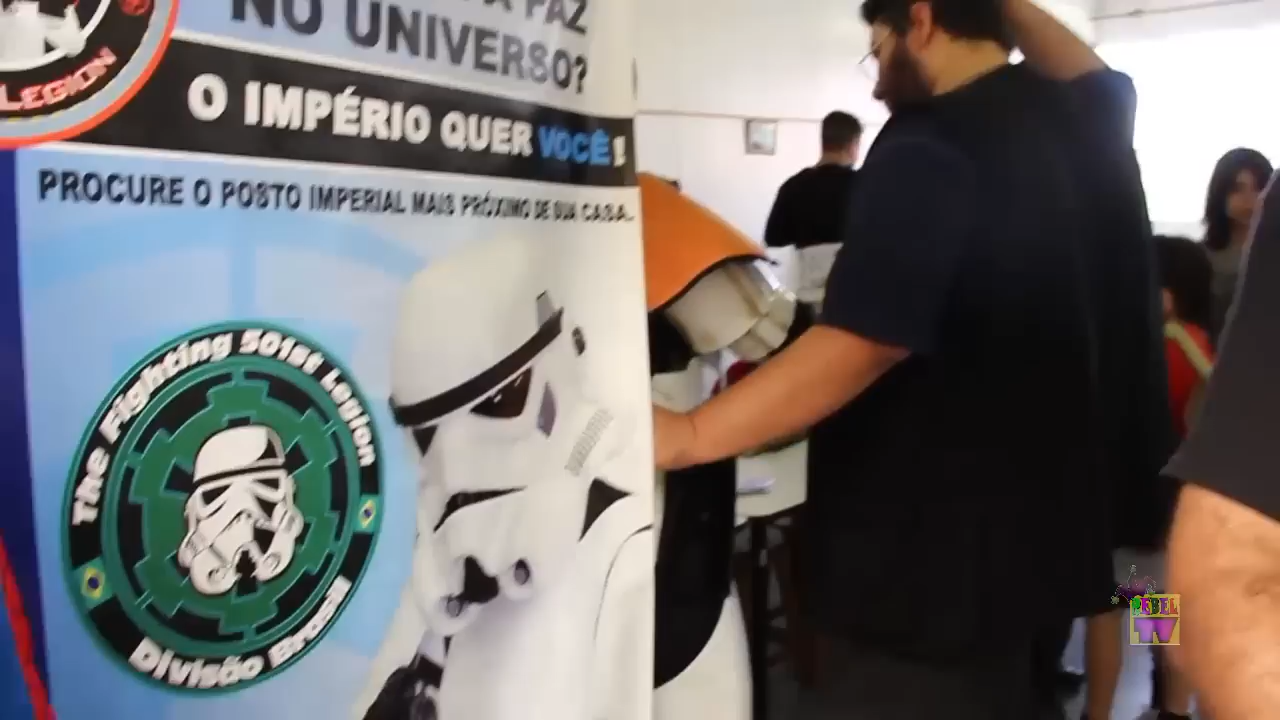 PAZ
NO UNIVERSO?
LEGION
O IMPÉRIO QUER VOCÊ!
PROCURE O POSTO IMPERIAL MAIS PRÓXIMO DE SUA CASA.
The Fighting 501st Legion
Divisão Brasil
REBEL
TV